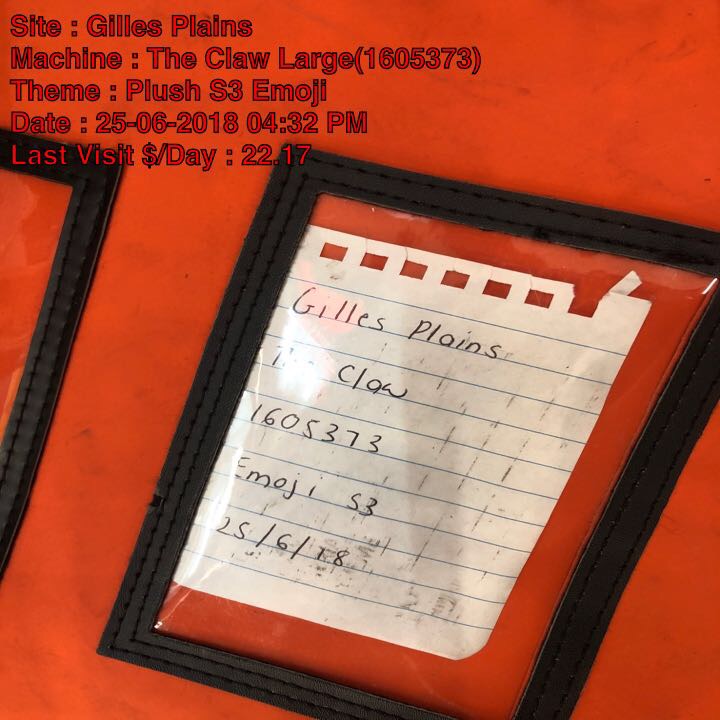 Site : Gilles Plains
Machine : The Claw Large(1605373)
Theme : Plush S3 Emoji
Date : 25-06-2018 04:32 PM
Last Visit $/Day : 22.17
Gilles Plains
The Claw
1605373
Emoji S3
25/6/18